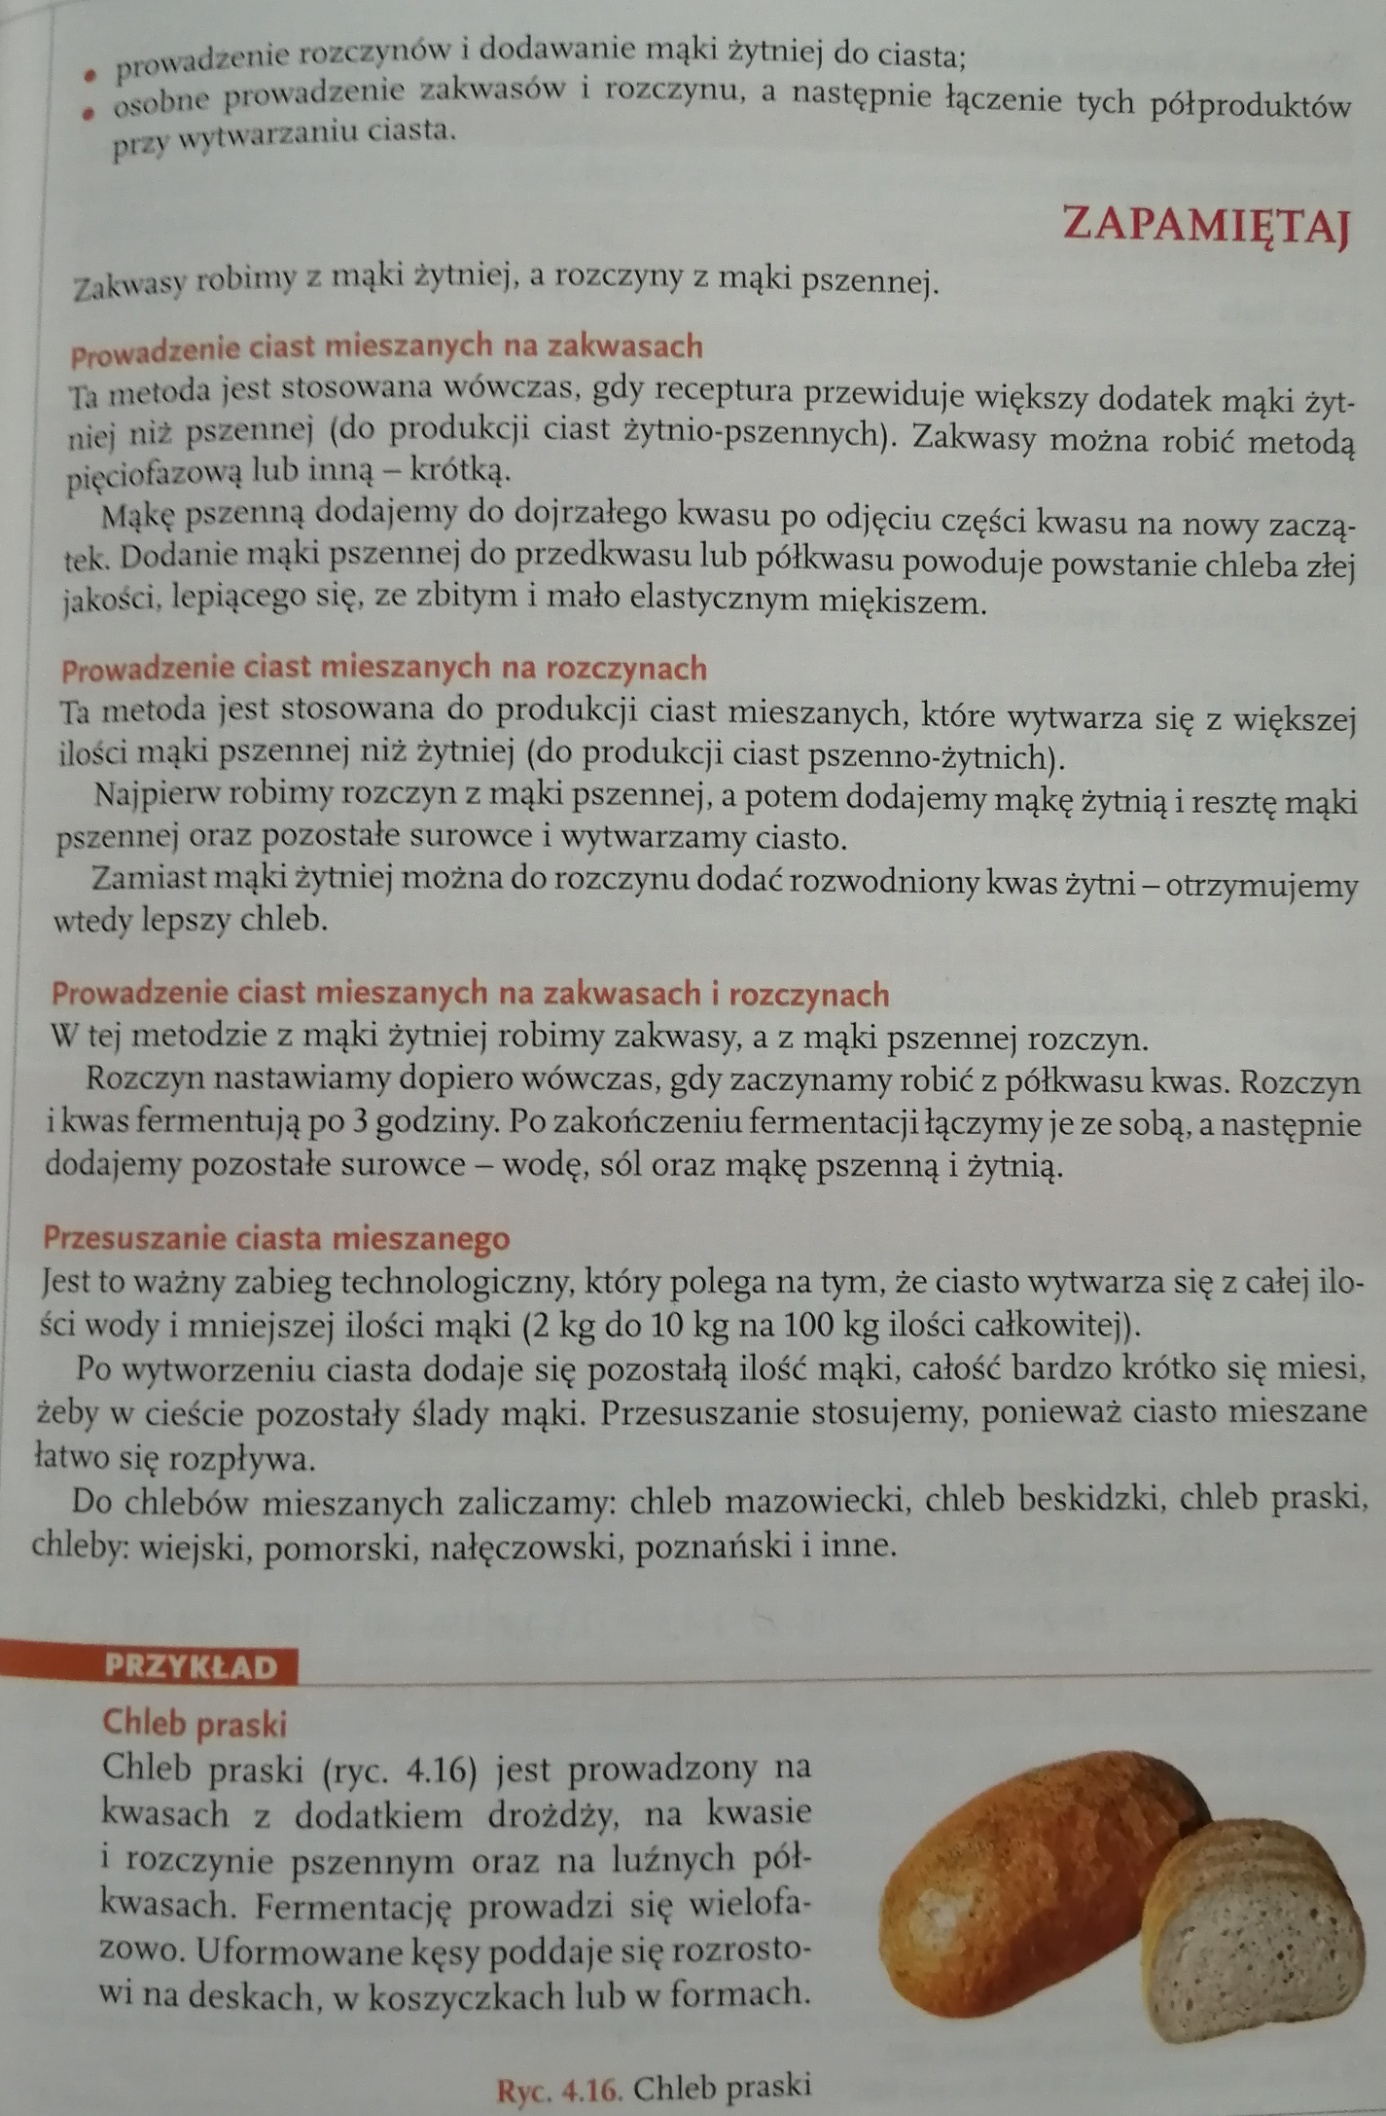 • prowadzenie rozczynów i dodawanie mąki żytniej do ciasta;
• osobne prowadzenie zakwasów i rozczynu, a następnie łączenie tych półproduktów
przy wytwarzaniu ciasta.
ZAPAMIĘTAJ
Zakwasy robimy z mąki żytniej, a rozczyny z mąki pszennej.
Prowadzenie ciast mieszanych na zakwasach
Ta metoda jest stosowana wówczas, gdy receptura przewiduje większy dodatek mąki żyt-
niej niż pszennej (do produkcji ciast żytnio-pszennych). Zakwasy można robić metodą
pięciofazową lub inną – krótką.
Mąkę pszenną dodajemy do dojrzałego kwasu po odjęciu części kwasu na nowy zaczą-
tek. Dodanie mąki pszennej do przedkwasu lub półkwasu powoduje powstanie chleba złej
jakości, lepiącego się, ze zbitym i mało elastycznym miękiszem.
Prowadzenie ciast mieszanych na rozczynach
Ta metoda jest stosowana do produkcji ciast mieszanych, które wytwarza się z większej
ilości mąki pszennej niż żytniej (do produkcji ciast pszenno-żytnich).
Najpierw robimy rozczyn z mąki pszennej, a potem dodajemy mąkę żytnią i resztę mąki
pszennej oraz pozostałe surowce i wytwarzamy ciasto.
Zamiast mąki żytniej można do rozczynu dodać rozwodniony kwas żytni – otrzymujemy
wtedy lepszy chleb.
Prowadzenie ciast mieszanych na zakwasach i rozczynach
W tej metodzie z mąki żytniej robimy zakwasy, a z mąki pszennej rozczyn.
Rozczyn nastawiamy dopiero wówczas, gdy zaczynamy robić z półkwasu kwas. Rozczyn
i kwas fermentują po 3 godziny. Po zakończeniu fermentacji łączymy je ze sobą, a następnie
dodajemy pozostałe surowce – wodę, sól oraz mąkę pszenną i żytnią.
Przesuszanie ciasta mieszanego
Jest to ważny zabieg technologiczny, który polega na tym, że ciasto wytwarza się z całej ilo-
ści wody i mniejszej ilości mąki (2 kg do 10 kg na 100 kg ilości całkowitej).
Po wytworzeniu ciasta dodaje się pozostałą ilość mąki, całość bardzo krótko się miesi,
żeby w cieście pozostały ślady mąki. Przesuszanie stosujemy, ponieważ ciasto mieszane
łatwo się rozpływa.
Do chlebów mieszanych zaliczamy: chleb mazowiecki, chleb beskidzki, chleb praski,
chleby: wiejski, pomorski, nałęczowski, poznański i inne.
PRZYKŁAD
Chleb praski
Chleb praski (ryc. 4.16) jest prowadzony na
kwasach z dodatkiem drożdży, na kwasie
i rozczynie pszennym oraz na luźnych pół-
kwasach. Fermentację prowadzi się wielofa-
zowo. Uformowane kęsy poddaje się rozrosto-
wi na deskach, w koszyczkach lub w formach.
Ryc. 4.16. Chleb praski